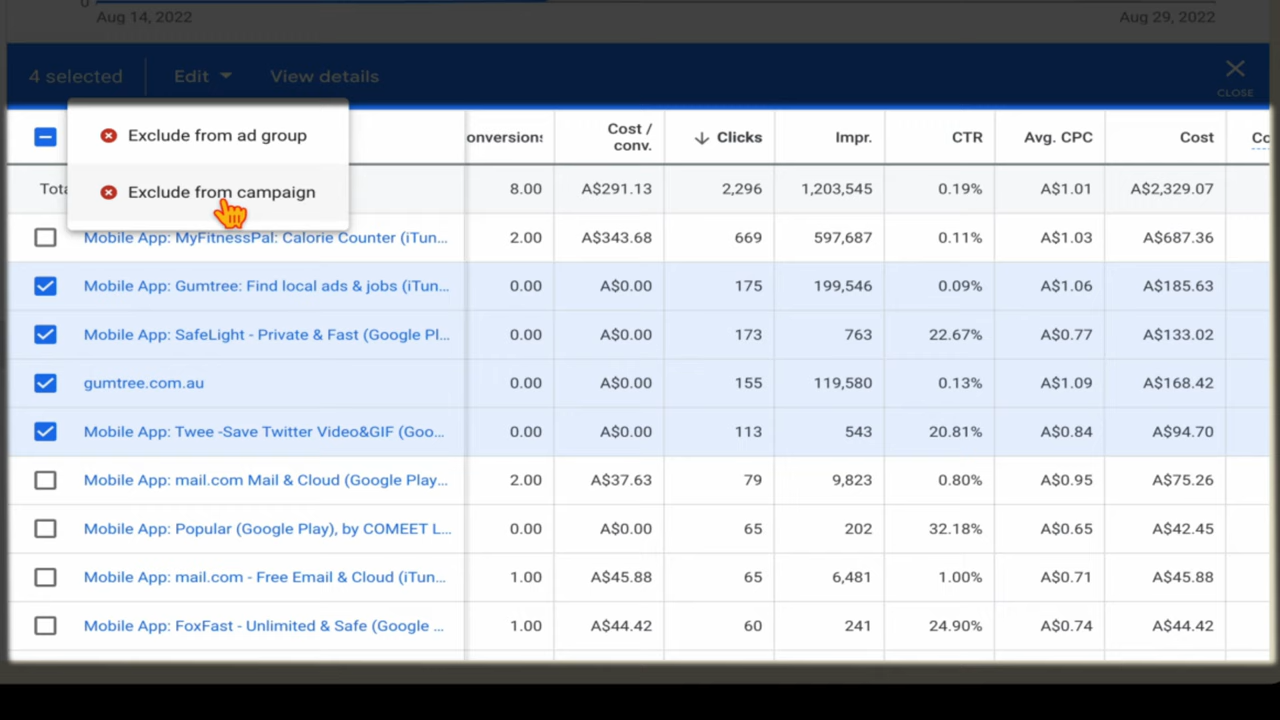 0
Aug 14, 2022 Aug 29, 2022
4 selected Edit View details CLOSE
Exclude from ad group
Exclude from campaign
onversions Cost / conv. Clicks Impr. CTR Avg. CPC Cost Co
Tota 8.00 A$291.13 2,296 1,203,545 0.19% A$1.01 A$2,329.07
Mobile App: MyFitnessPal: Calorie Counter (iTun... 2.00 A$343.68 669 597,687 0.11% A$1.03 A$687.36
Mobile App: Gumtree: Find local ads & jobs (iTun... 0.00 A$0.00 175 199,546 0.09% A$1.06 A$185.63
Mobile App: SafeLight - Private & Fast (Google Pl... 0.00 A$0.00 173 763 22.67% A$0.77 A$133.02
gumtree.com.au 0.00 A$0.00 155 119,580 0.13% A$1.09 A$168.42
Mobile App: Twee -Save Twitter Video&GIF (Goo... 0.00 A$0.00 113 543 20.81% A$0.84 A$94.70
Mobile App: mail.com Mail & Cloud (Google Play... 2.00 A$37.63 79 9,823 0.80% A$0.95 A$75.26
Mobile App: Popular (Google Play), by COMEET L... 0.00 A$0.00 65 202 32.18% A$0.65 A$42.45
Mobile App: mail.com - Free Email & Cloud (iTun... 1.00 A$45.88 65 6,481 1.00% A$0.71 A$45.88
Mobile App: FoxFast - Unlimited & Safe (Google ... 1.00 A$44.42 60 241 24.90% A$0.74 A$44.42